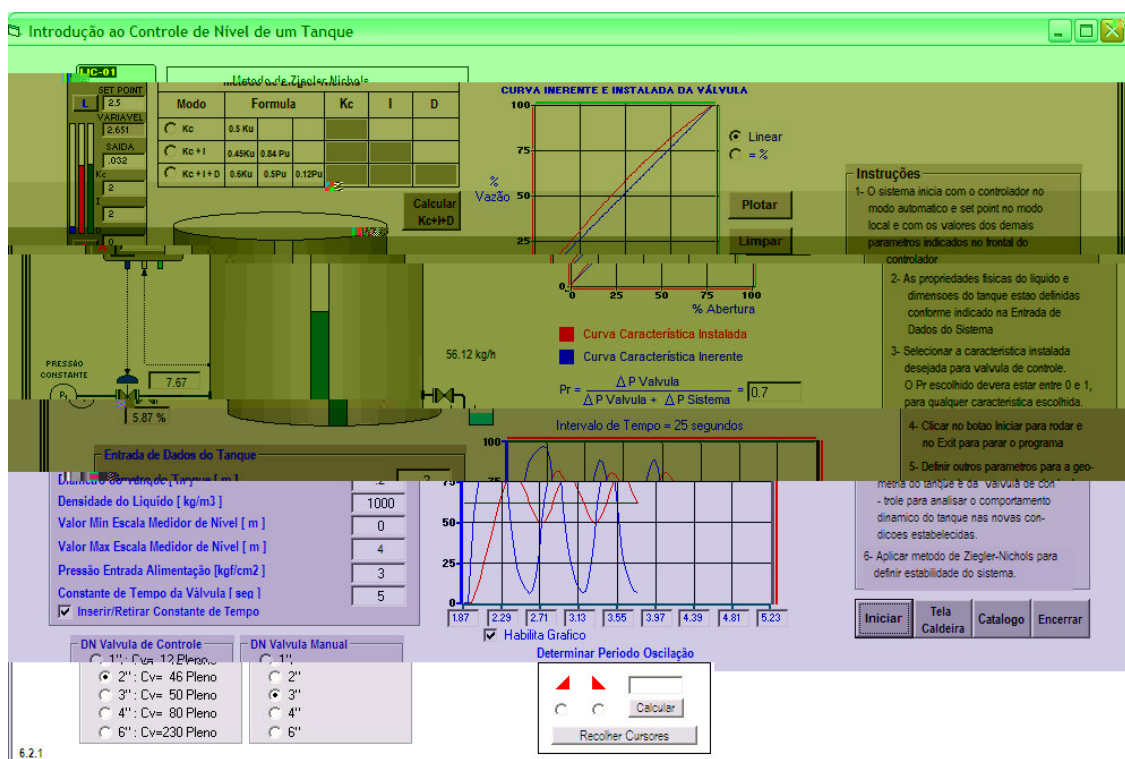 Introdução ao Controle de Nível de um Tanque
LIC-01
SET POINT
L 2.5
VARIAVEL
2.651
SAIDA
.032
Kc
2
I
2
0
Metodo de Ziegler Nichols
Modo Formula Kc I D
Kc 0.5 Ku
Kc + I 0.45Ku 0.84 Pu
Kc + I + D 0.6Ku 0.5Pu 0.12Pu
Calcular
Kc+I+D
CURVA INERENTE E INSTALADA DA VÁLVULA
100
75
%
Vazão 50
25
0
0 25 50 75 100
% Abertura
Linear
= %
Plotar
Limpar
Curva Característica Instalada
Curva Característica Inerente
Pr = Δ P Valvula = 0.7
Δ P Valvula + Δ P Sistema
PRESSÃO
CONSTANTE
7.67
5.87 %
56.12 kg/h
Instruções
1- O sistema inicia com o controlador no
modo automatico e set point no modo
local e com os valores dos demais
parametros indicados no frontal do
controlador
2- As propriedades fisicas do liquido e
dimensoes do tanque estao definidas
conforme indicado na Entrada de
Dados do Sistema
3- Selecionar a caracteristica instalada
desejada para valvula de controle.
O Pr escolhido devera estar entre 0 e 1,
para qualquer caracteristica escolhida.
4- Clicar no botao Iniciar para rodar e
no Exit para parar o programa
5- Definir outros parametros para a geo-
metria do tanque e da valvula de con
- trole para analisar o comportamento
dinamico do tanque nas novas con-
dicoes estabelecidas.
6- Aplicar metodo de Ziegler-Nichols para
definir estabilidade do sistema.
Iniciar
Tela
Caldeira
Catalogo
Encerrar
Entrada de Dados do Tanque
Densidade do Liquído [ kg/m3 ] 1000
Valor Min Escala Medidor de Nível [ m ] 0
Valor Max Escala Medidor de Nível [ m ] 4
Pressão Entrada Alimentação [kgf/cm2 ] 3
Constante de Tempo da Válvula [ seg ] 5
Inserir/Retirar Constante de Tempo
Intervalo de Tempo = 25 segundos
100
75
50
25
0
1.87 2.29 2.71 3.13 3.55 3.97 4.39 4.81 5.23
Habilita Grafico
DN Valvula de Controle
1'': Cv= 12 Pleno
2'' : Cv= 46 Pleno
3'' : Cv= 50 Pleno
4'' : Cv= 80 Pleno
6'' : Cv=230 Pleno
DN Valvula Manual
1''
2''
3''
4''
6''
Determinar Periodo Oscilação
Calcular
Recolher Cursores
6.2.1